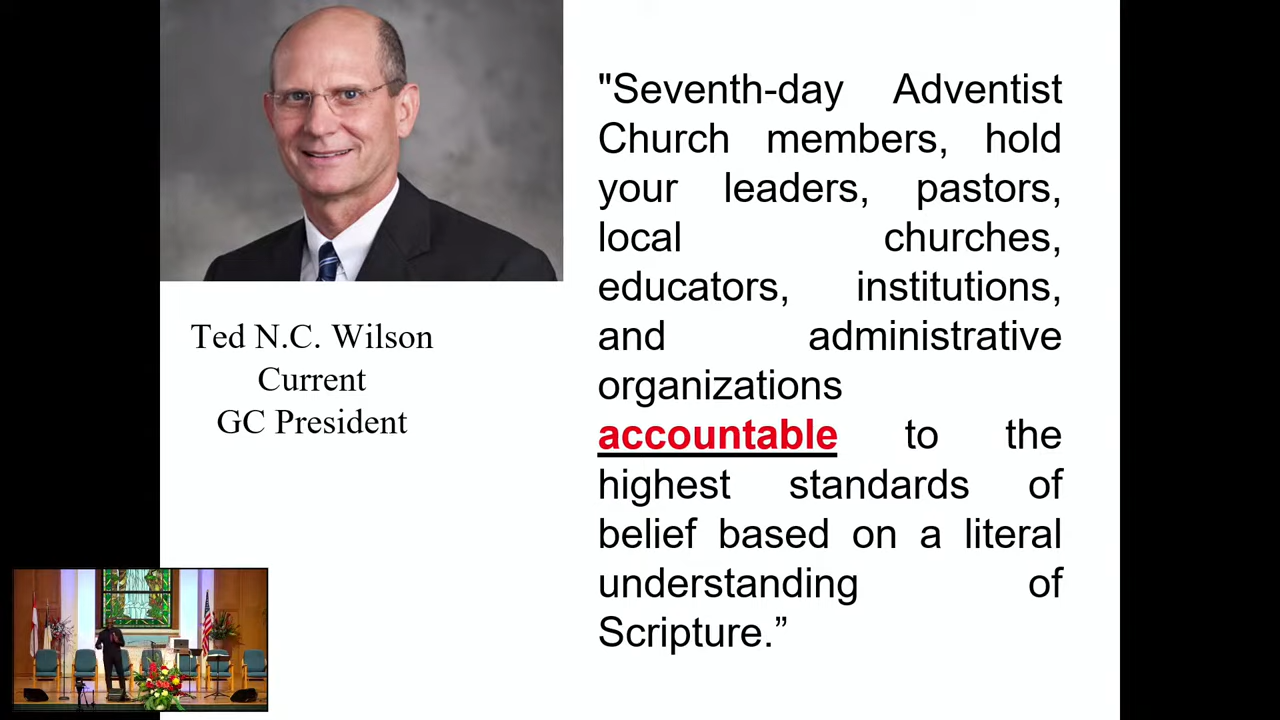 "Seventh-day Adventist
Church members, hold
your leaders, pastors,
local churches,
educators, institutions,
and administrative
organizations
accountable to the
highest standards of
belief based on a literal
understanding of
Scripture.”
Ted N.C. Wilson
Current
GC President